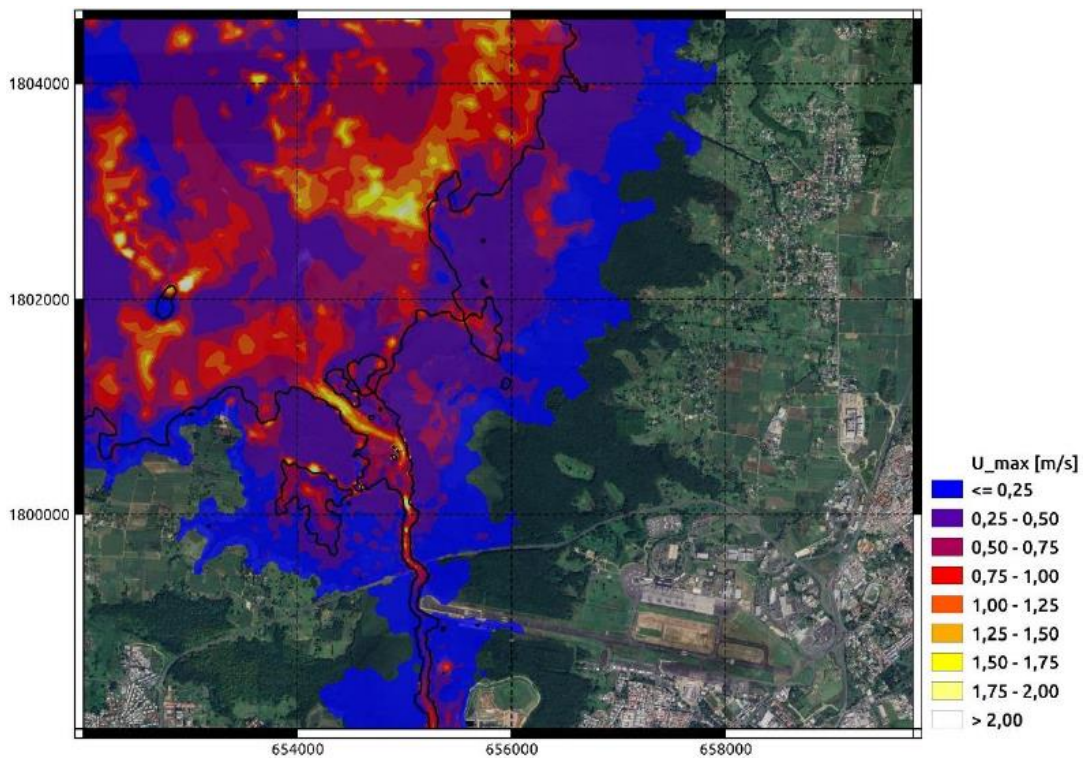 1804000
1802000
1800000
654000
656000
658000
U_max [m/s]
<= 0,25
0,25 - 0,50
0,50 - 0,75
0,75 - 1,00
1,00 - 1,25
1,25 - 1,50
1,50 - 1,75
1,75 - 2,00
> 2,00